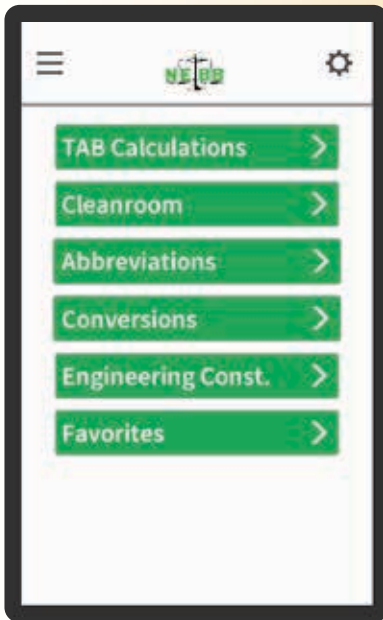 NEBB
TAB Calculations
Cleanroom
Abbreviations
Conversions
Engineering Const.
Favorites